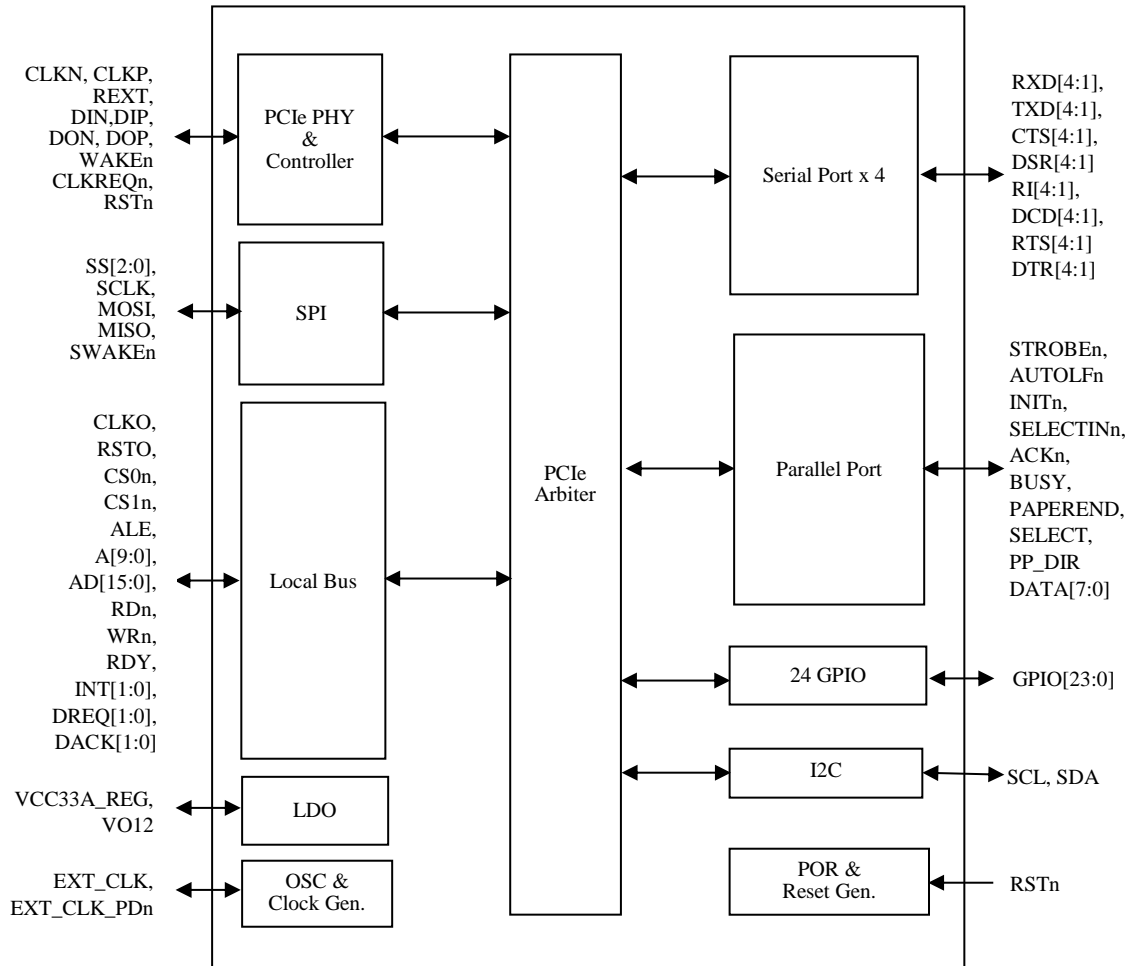 CLKN, CLKP,
REXT,
DIN,DIP,
DON, DOP,
WAKEn
CLKREQn,
RSTn
PCIe PHY
&
Controller
SS[2:0],
SCLK,
MOSI,
MISO,
SWAKEn
SPI
CLKO,
RSTO,
CS0n,
CS1n,
ALE,
A[9:0],
AD[15:0],
RDn,
WRn,
RDY,
INT[1:0],
DREQ[1:0],
DACK[1:0]
Local Bus
VCC33A_REG,
VO12
LDO
EXT_CLK,
EXT_CLK_PDn
OSC &
Clock Gen.
PCIe
Arbiter
Serial Port x 4
RXD[4:1],
TXD[4:1],
CTS[4:1],
DSR[4:1]
RI[4:1],
DCD[4:1],
RTS[4:1]
DTR[4:1]
Parallel Port
STROBEn,
AUTOLFn
INITn,
SELECTINn,
ACKn,
BUSY,
PAPEREND,
SELECT,
PP_DIR
DATA[7:0]
24 GPIO
GPIO[23:0]
I2C
SCL, SDA
POR &
Reset Gen.
RSTn